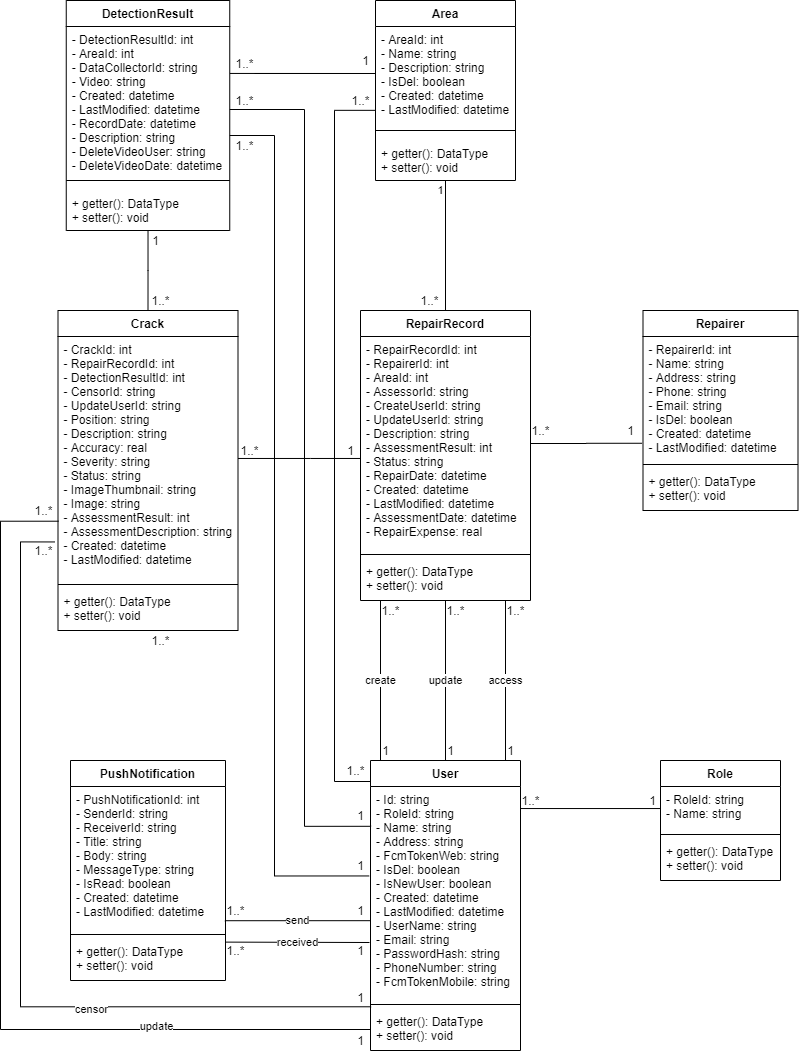 DetectionResult
- DetectionResultId: int
- AreaId: int
- DataCollectorId: string
- Video: string
- Created: datetime
- LastModified: datetime
- RecordDate: datetime
- Description: string
- DeleteVideoUser: string
- DeleteVideoDate: datetime
+ getter(): DataType
+ setter(): void
1..*
1
1..*
1..*
1..*
Area
- AreaId: int
- Name: string
- Description: string
- IsDel: boolean
- Created: datetime
- LastModified: datetime
+ getter(): DataType
+ setter(): void
1
1..*
1
1..*
Crack
- CrackId: int
- RepairRecordId: int
- DetectionResultId: int
- CensorId: string
- UpdateUserId: string
- Position: string
- Description: string
- Accuracy: real
- Severity: string
- Status: string
- ImageThumbnail: string
- Image: string
- AssessmentResult: int
- AssessmentDescription: string
- Created: datetime
- LastModified: datetime
+ getter(): DataType
+ setter(): void
1..*
1
1..*
1..*
1..*
RepairRecord
- RepairRecordId: int
- RepairerId: int
- AreaId: int
- AssessorId: string
- CreateUserId: string
- UpdateUserId: string
- Description: string
- AssessmentResult: int
- Status: string
- RepairDate: datetime
- Created: datetime
- LastModified: datetime
- AssessmentDate: datetime
- RepairExpense: real
+ getter(): DataType
+ setter(): void
1..*
1
Repairer
- RepairerId: int
- Name: string
- Address: string
- Phone: string
- Email: string
- IsDel: boolean
- Created: datetime
- LastModified: datetime
+ getter(): DataType
+ setter(): void
1..*
1..*
1..*
create
update
access
1
1
1
1..*
PushNotification
- PushNotificationId: int
- SenderId: string
- ReceiverId: string
- Title: string
- Body: string
- MessageType: string
- IsRead: boolean
- Created: datetime
- LastModified: datetime
+ getter(): DataType
+ setter(): void
1
1
1..*
send
1
1..*
received
1
censor
1
update
1
User
- Id: string
- RoleId: string
- Name: string
- Address: string
- FcmTokenWeb: string
- IsDel: boolean
- IsNewUser: boolean
- Created: datetime
- LastModified: datetime
- UserName: string
- Email: string
- PasswordHash: string
- PhoneNumber: string
- FcmTokenMobile: string
+ getter(): DataType
+ setter(): void
1..*
1
Role
- RoleId: string
- Name: string
+ getter(): DataType
+ setter(): void